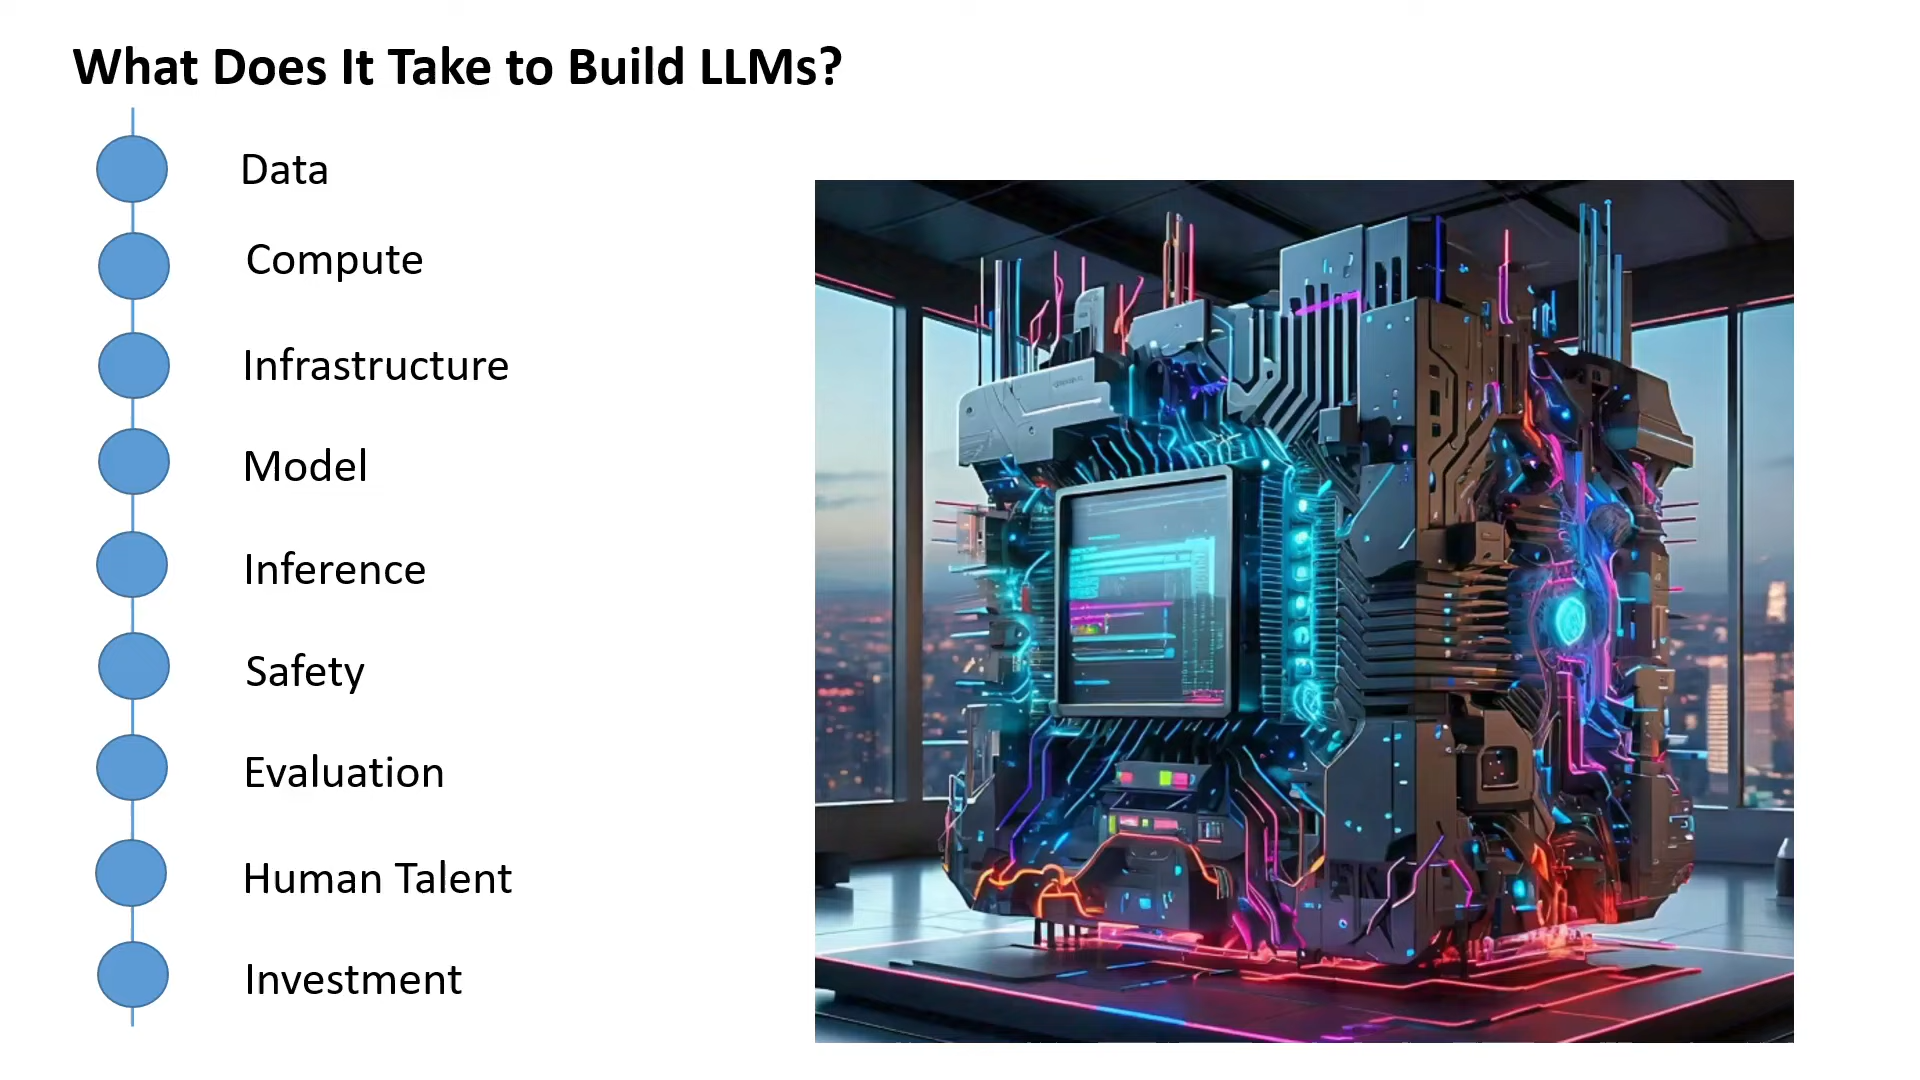 What Does It Take to Build LLMs?
Data
Compute
Infrastructure
Model
Inference
Safety
Evaluation
Human Talent
Investment